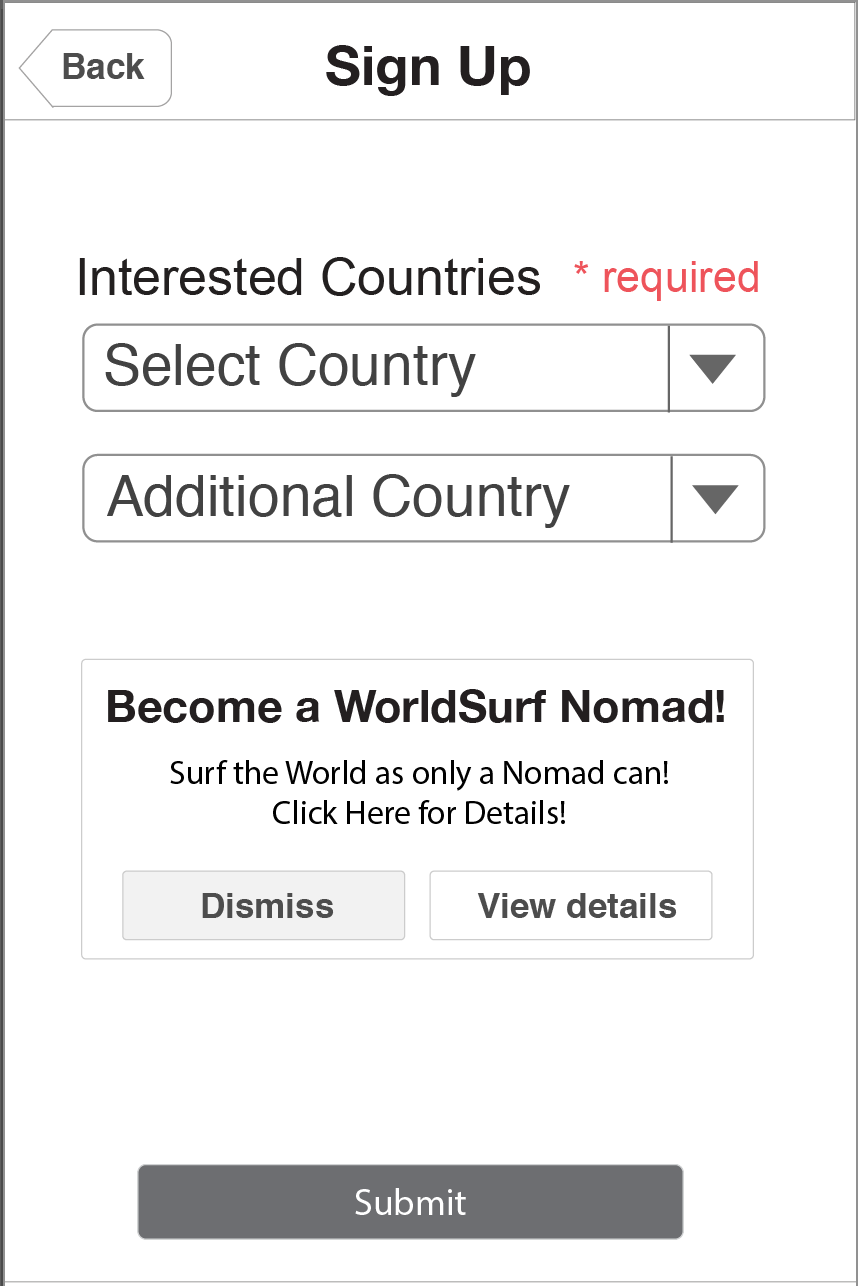 Back
Sign Up
Interested Countries * required
Select Country
Additional Country
Become a WorldSurf Nomad!
Surf the World as only a Nomad can!
Click Here for Details!
Dismiss
View details
Submit